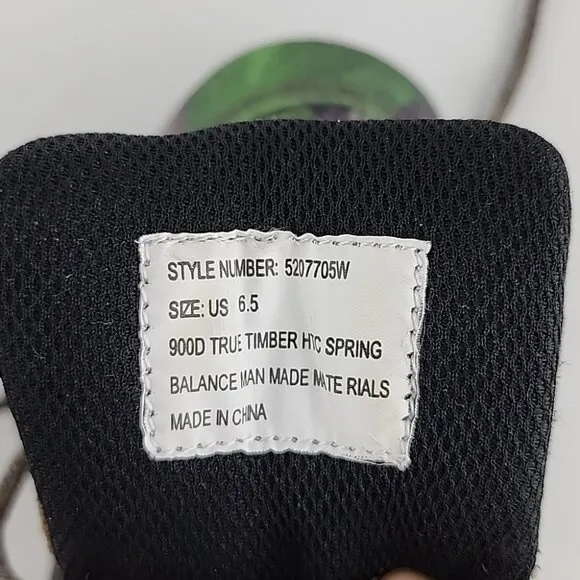 STYLE NUMBER: 5207705W
SIZE: US 6.5
900D TRUE TIMBER HTC SPRING
BALANCE MAN MADE MATE RIALS
MADE IN CHINA